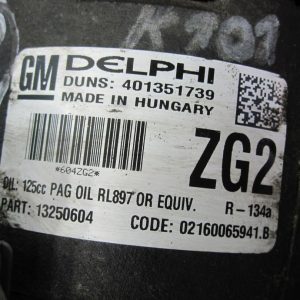 K101
GM DELPHI
DUNS: 401351739
MADE IN HUNGARY
ZG2
*604ZG2*
OIL: 125cc PAG OIL RL897 OR EQUIV. R-134a
PART: 13250604 CODE: 02160065941.B